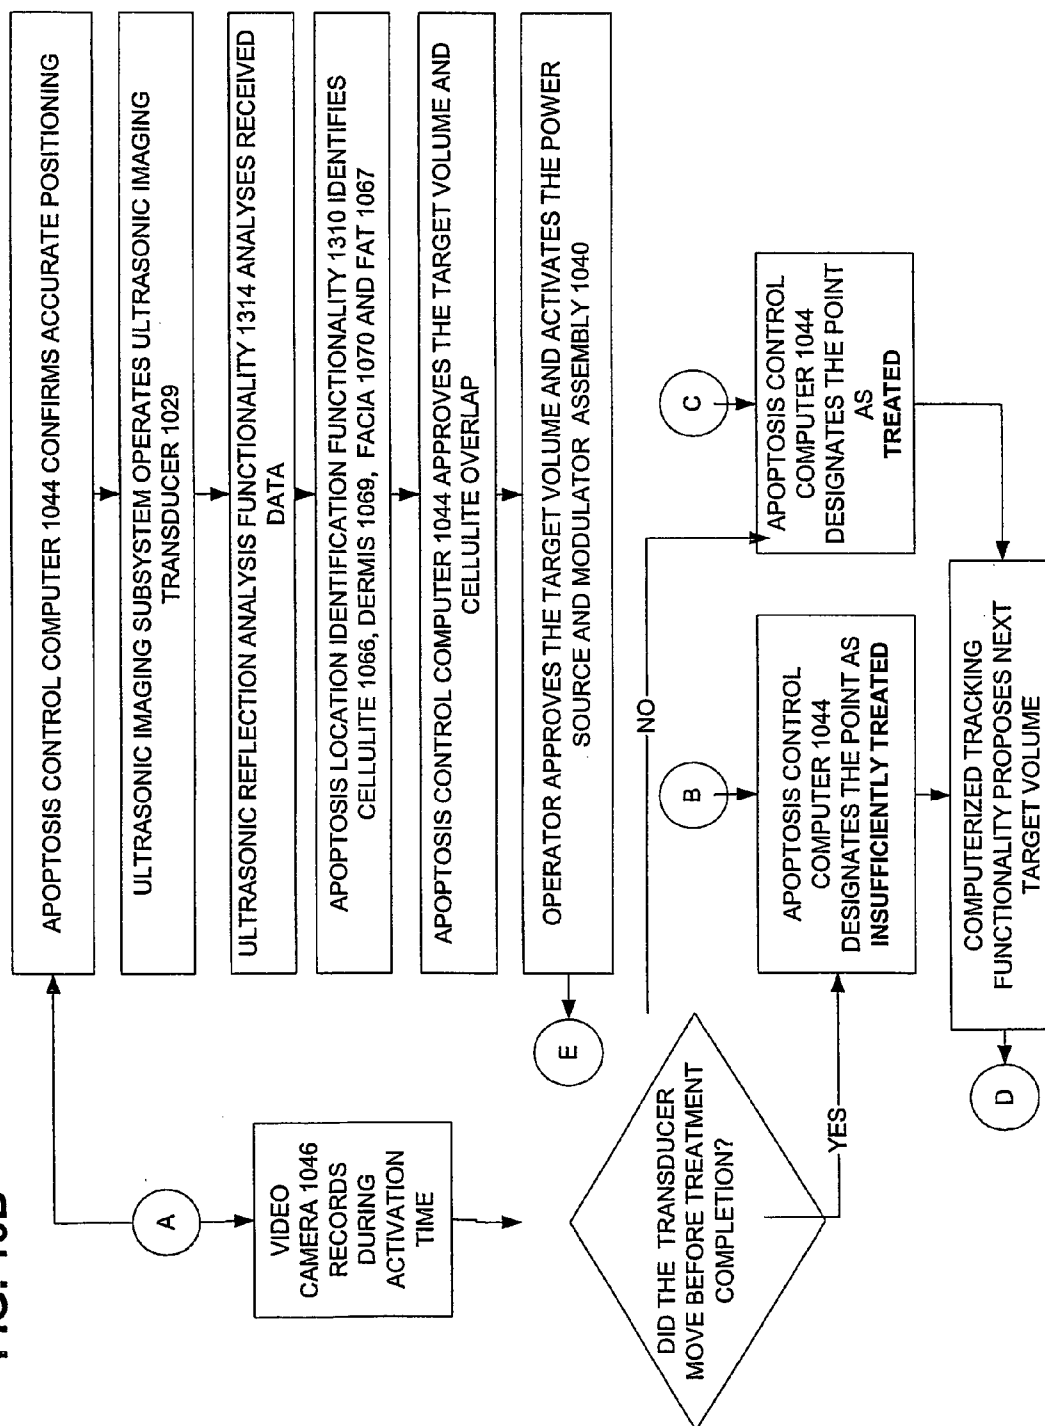 FIG.
A
APOPTOSIS CONTROL COMPUTER 1044 CONFIRMS ACCURATE POSITIONING
ULTRASONIC IMAGING SUBSYSTEM OPERATES ULTRASONIC IMAGING
TRANSDUCER 1029
ULTRASONIC REFLECTION ANALYSIS FUNCTIONALITY 1314 ANALYSES RECEIVED
DATA
APOPTOSIS LOCATION IDENTIFICATION FUNCTIONALITY 1310 IDENTIFIES
CELLULITE 1066, DERMIS 1069, FACIA 1070 AND FAT 1067
APOPTOSIS CONTROL COMPUTER 1044 APPROVES THE TARGET VOLUME AND
CELLULITE OVERLAP
OPERATOR APPROVES THE TARGET VOLUME AND ACTIVATES THE POWER
SOURCE AND MODULATOR ASSEMBLY 1040
E
VIDEO
CAMERA 1046
RECORDS
DURING
ACTIVATION
TIME
DID THE TRANSDUCER
MOVE BEFORE TREATMENT
COMPLETION?
NO
YES
B
APOPTOSIS CONTROL
COMPUTER 1044
DESIGNATES THE POINT AS
INSUFFICIENTLY TREATED
C
APOPTOSIS CONTROL
COMPUTER 1044
DESIGNATES THE POINT
AS
TREATED
COMPUTERIZED TRACKING
FUNCTIONALITY PROPOSES NEXT
TARGET VOLUME
D